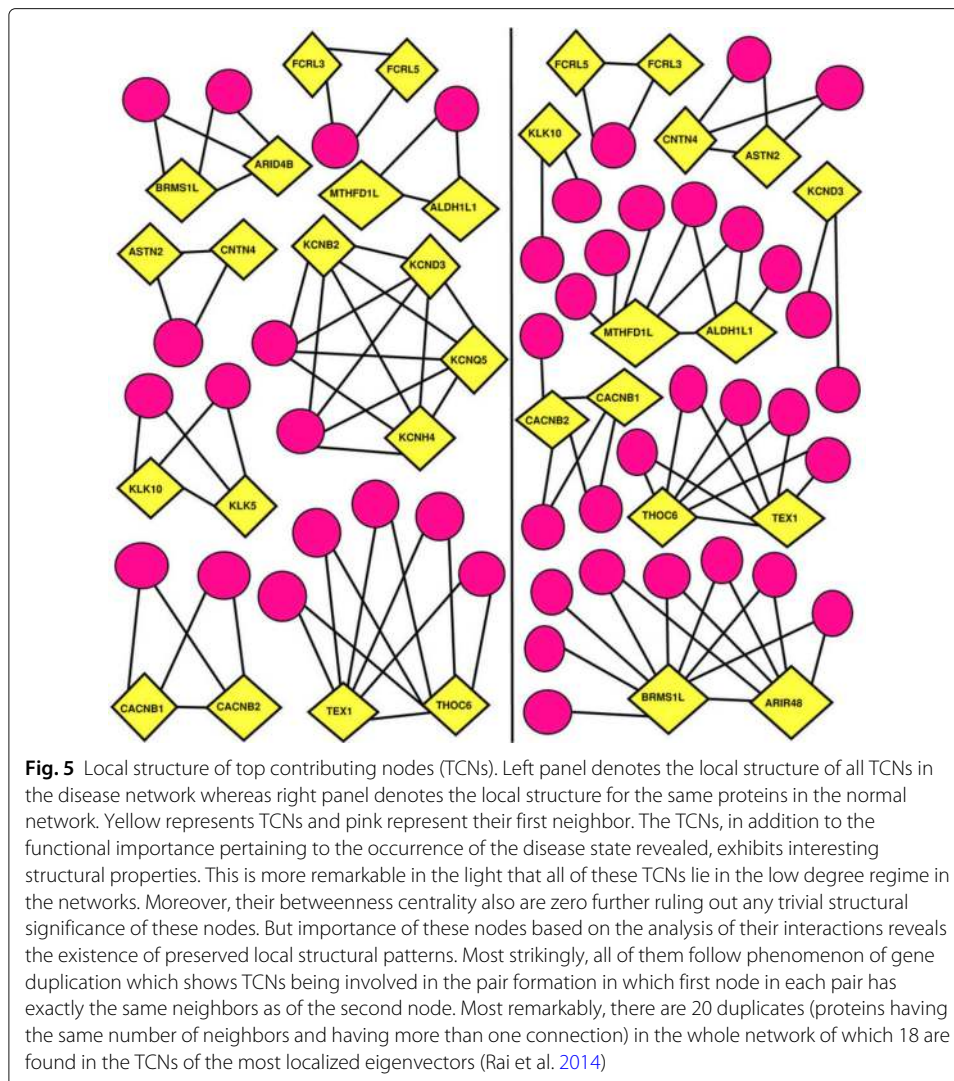 FCRL3
FCRL5
BRMS1L
ARID4B
MTHFD1L
ALDH1L1
ASTN2
CNTN4
KCNB2
KCND3
KCNQ5
KCNH4
KLK10
KLK5
CACNB1
CACNB2
TEX1
THOC6
FCRL5
FCRL3
KLK10
CNTN4
ASTN2
KCND3
MTHFD1L
ALDH1L1
CACNB2
CACNB1
THOC6
TEX1
BRMS1L
ARIR48
Fig. 5 Local structure of top contributing nodes (TCNs). Left panel denotes the local structure of all TCNs in
the disease network whereas right panel denotes the local structure for the same proteins in the normal
network. Yellow represents TCNs and pink represent their first neighbor. The TCNs, in addition to the
functional importance pertaining to the occurrence of the disease state revealed, exhibits interesting
structural properties. This is more remarkable in the light that all of these TCNs lie in the low degree regime in
the networks. Moreover, their betweenness centrality also are zero further ruling out any trivial structural
significance of these nodes. But importance of these nodes based on the analysis of their interactions reveals
the existence of preserved local structural patterns. Most strikingly, all of them follow phenomenon of gene
duplication which shows TCNs being involved in the pair formation in which first node in each pair has
exactly the same neighbors as of the second node. Most remarkably, there are 20 duplicates (proteins having
the same number of neighbors and having more than one connection) in the whole network of which 18 are
found in the TCNs of the most localized eigenvectors (Rai et al. 2014)